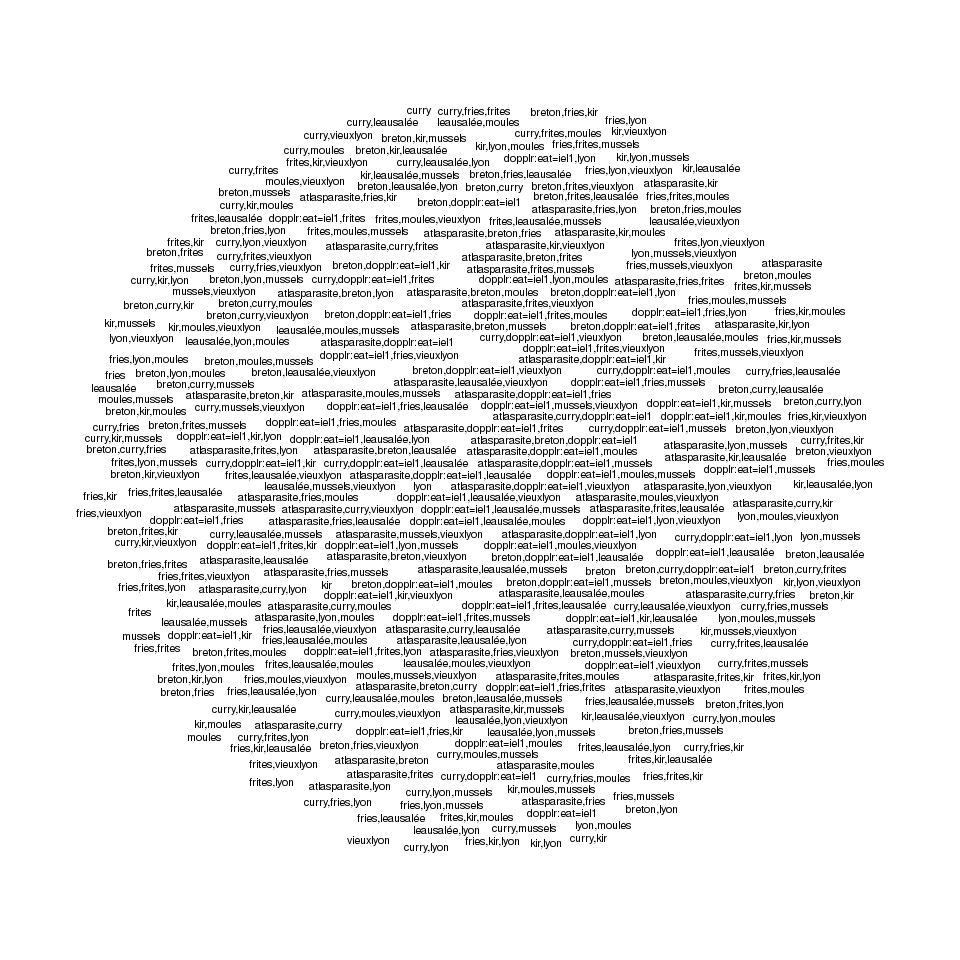 curry curry,fries,frites breton,fries,kir
curry,leausalée leausalée,moules fries,lyon
curry,vieuxlyon breton,kir,mussels curry,frites,moules kir,vieuxlyon
curry,moules breton,kir,leausalée kir,lyon,moules fries,frites,mussels
frites,kir,vieuxlyon curry,leausalée,lyon dopplr:eat=iel1,lyon kir,lyon,mussels
curry,frites kir,leausalée,mussels breton,fries,leausalée fries,lyon,vieuxlyon kir,leausalée
moules,vieuxlyon breton,leausalée,lyon breton,curry breton,frites,vieuxlyon atlasparasite,kir
breton,mussels atlasparasite,fries,kir breton,dopplr:eat=iel1 breton,frites,leausalée fries,frites,moules
curry,kir,moules atlasparasite,fries,lyon breton,fries,moules
frites,leausalée dopplr:eat=iel1,frites frites,moules,vieuxlyon frites,leausalée,mussels leausalée,vieuxlyon
breton,fries,lyon frites,moules,mussels atlasparasite,breton,fries atlasparasite,kir,moules
frites,kir curry,lyon,vieuxlyon atlasparasite,curry,frites atlasparasite,kir,vieuxlyon frites,lyon,vieuxlyon
breton,frites curry,frites,vieuxlyon atlasparasite,breton,frites lyon,mussels,vieuxlyon
frites,mussels curry,fries,vieuxlyon breton,dopplr:eat=iel1,kir atlasparasite,frites,mussels fries,mussels,vieuxlyon atlasparasite
curry,kir,lyon breton,lyon,mussels curry,dopplr:eat=iel1,frites dopplr:eat=iel1,lyon,moules atlasparasite,fries,frites breton,moules
mussels,vieuxlyon atlasparasite,breton,lyon atlasparasite,breton,moules breton,dopplr:eat=iel1,lyon frites,kir,mussels
breton,curry,kir breton,curry,moules atlasparasite,frites,vieuxlyon fries,moules,mussels
breton,curry,vieuxlyon breton,dopplr:eat=iel1,fries dopplr:eat=iel1,frites,moules dopplr:eat=iel1,fries,lyon fries,kir,moules
kir,mussels kir,moules,vieuxlyon leausalée,moules,mussels atlasparasite,breton,mussels breton,dopplr:eat=iel1,frites atlasparasite,kir,lyon
lyon,vieuxlyon leausalée,lyon,moules atlasparasite,dopplr:eat=iel1 curry,dopplr:eat=iel1,vieuxlyon breton,leausalée,moules fries,kir,mussels
dopplr:eat=iel1,fries,vieuxlyon dopplr:eat=iel1,frites,vieuxlyon frites,mussels,vieuxlyon
fries,lyon,moules breton,moules,mussels atlasparasite,dopplr:eat=iel1,kir
fries breton,lyon,moules breton,leausalée,vieuxlyon breton,dopplr:eat=iel1,vieuxlyon curry,dopplr:eat=iel1,moules curry,fries,leausalée
leausalée breton,curry,mussels atlasparasite,leausalée,vieuxlyon dopplr:eat=iel1,fries,mussels breton,curry,leausalée
moules,mussels atlasparasite,breton,kir atlasparasite,moules,mussels atlasparasite,dopplr:eat=iel1,fries breton,curry,lyon
breton,kir,moules curry,mussels,vieuxlyon dopplr:eat=iel1,fries,leausalée dopplr:eat=iel1,mussels,vieuxlyon dopplr:eat=iel1,kir,mussels
curry,fries breton,frites,mussels dopplr:eat=iel1,fries,moules atlasparasite,curry,dopplr:eat=iel1 dopplr:eat=iel1,kir,moules fries,kir,vieuxlyon
atlasparasite,dopplr:eat=iel1,frites curry,dopplr:eat=iel1,mussels breton,lyon,vieuxlyon
curry,kir,mussels dopplr:eat=iel1,kir,lyon dopplr:eat=iel1,leausalée,lyon atlasparasite,breton,dopplr:eat=iel1 atlasparasite,lyon,mussels curry,frites,kir
breton,curry,fries atlasparasite,frites,lyon atlasparasite,breton,leausalée atlasparasite,dopplr:eat=iel1,moules atlasparasite,kir,leausalée breton,vieuxlyon
frites,lyon,mussels curry,dopplr:eat=iel1,kir curry,dopplr:eat=iel1,leausalée atlasparasite,dopplr:eat=iel1,mussels dopplr:eat=iel1,mussels fries,moules
breton,kir,vieuxlyon frites,leausalée,vieuxlyon atlasparasite,dopplr:eat=iel1,leausalée dopplr:eat=iel1,moules,mussels
leausalée,mussels,vieuxlyon lyon atlasparasite,dopplr:eat=iel1,vieuxlyon atlasparasite,lyon,vieuxlyon kir,leausalée,lyon
fries,kir fries,frites,leausalée atlasparasite,fries,moules dopplr:eat=iel1,leausalée,vieuxlyon atlasparasite,moules,vieuxlyon
fries,vieuxlyon atlasparasite,mussels atlasparasite,curry,vieuxlyon dopplr:eat=iel1,leausalée,mussels atlasparasite,frites,leausalée atlasparasite,curry,kir
dopplr:eat=iel1,fries atlasparasite,fries,leausalée dopplr:eat=iel1,leausalée,moules dopplr:eat=iel1,lyon,vieuxlyon lyon,moules,vieuxlyon
breton,frites,kir curry,leausalée,mussels atlasparasite,mussels,vieuxlyon atlasparasite,dopplr:eat=iel1,lyon curry,dopplr:eat=iel1,lyon lyon,mussels
curry,kir,vieuxlyon dopplr:eat=iel1,frites,kir dopplr:eat=iel1,lyon,mussels dopplr:eat=iel1,moules,vieuxlyon
breton,fries,frites atlasparasite,leausalée atlasparasite,breton,vieuxlyon breton,dopplr:eat=iel1,leausalée dopplr:eat=iel1,leausalée breton,leausalée
fries,frites,vieuxlyon atlasparasite,fries,mussels atlasparasite,leausalée,mussels breton breton,curry,dopplr:eat=iel1 breton,curry,frites
fries,frites,lyon atlasparasite,curry,lyon kir breton,dopplr:eat=iel1,moules breton,dopplr:eat=iel1,mussels breton,moules,vieuxlyon kir,lyon,vieuxlyon
dopplr:eat=iel1,kir,vieuxlyon atlasparasite,leausalée,moules atlasparasite,curry,fries breton,kir
frites kir,leausalée,moules atlasparasite,curry,moules dopplr:eat=iel1,frites,leausalée curry,leausalée,vieuxlyon curry,fries,mussels
leausalée,mussels atlasparasite,lyon,moules dopplr:eat=iel1,frites,mussels dopplr:eat=iel1,kir,leausalée lyon,moules,mussels
mussels dopplr:eat=iel1,kir fries,leausalée,vieuxlyon atlasparasite,curry,leausalée atlasparasite,curry,mussels kir,mussels,vieuxlyon
fries,frites fries,leausalée,moules atlasparasite,leausalée,lyon curry,dopplr:eat=iel1,fries curry,frites,leausalée
breton,frites,moules dopplr:eat=iel1,frites,lyon atlasparasite,fries,vieuxlyon breton,mussels,vieuxlyon
frites,lyon,moules frites,leausalée,moules leausalée,moules,vieuxlyon dopplr:eat=iel1,vieuxlyon curry,frites,mussels
breton,kir,lyon fries,moules,vieuxlyon moules,mussels,vieuxlyon atlasparasite,frites,moules atlasparasite,frites,kir frites,kir,lyon
breton,fries fries,leausalée,lyon atlasparasite,breton,curry dopplr:eat=iel1,fries,frites atlasparasite,vieuxlyon frites,moules
curry,leausalée,moules breton,leausalée,mussels fries,leausalée,mussels breton,frites,lyon
curry,kir,leausalée curry,moules,vieuxlyon atlasparasite,kir,mussels kir,leausalée,vieuxlyon curry,lyon,moules
kir,moules atlasparasite,curry dopplr:eat=iel1,fries,kir leausalée,lyon,vieuxlyon leausalée,lyon,mussels breton,fries,mussels
moules curry,frites,lyon breton,fries,vieuxlyon dopplr:eat=iel1,moules frites,leausalée,lyon curry,fries,kir
fries,kir,leausalée curry,moules,mussels
frites,vieuxlyon atlasparasite,breton atlasparasite,moules frites,kir,leausalée
frites,lyon atlasparasite,lyon atlasparasite,frites curry,dopplr:eat=iel1 curry,fries,moules fries,frites,kir
curry,fries,lyon curry,lyon,mussels kir,moules,mussels fries,mussels
fries,lyon,mussels atlasparasite,fries breton,lyon
fries,leausalée frites,kir,moules dopplr:eat=iel1
leausalée,lyon curry,mussels lyon,moules
vieuxlyon curry,lyon fries,kir,lyon kir,lyon curry,kir